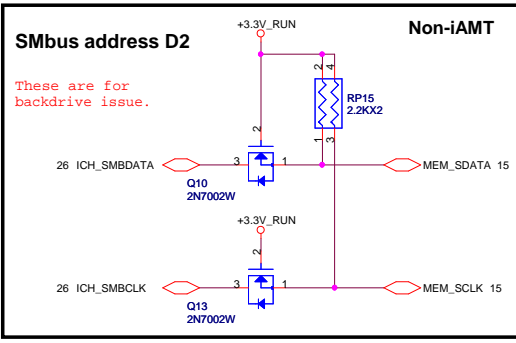 +3.3V_RUN
Non-iAMT
SMbus address D2
These are for
backdrive issue.
2 4
RP15
2.2KX2
1 3
2
26 ICH_SMBDATA
3 1
MEM_SDATA 15
Q10
2N7002W
+3.3V_RUN
2
26 ICH_SMBCLK
3 1
MEM_SCLK 15
Q13
2N7002W